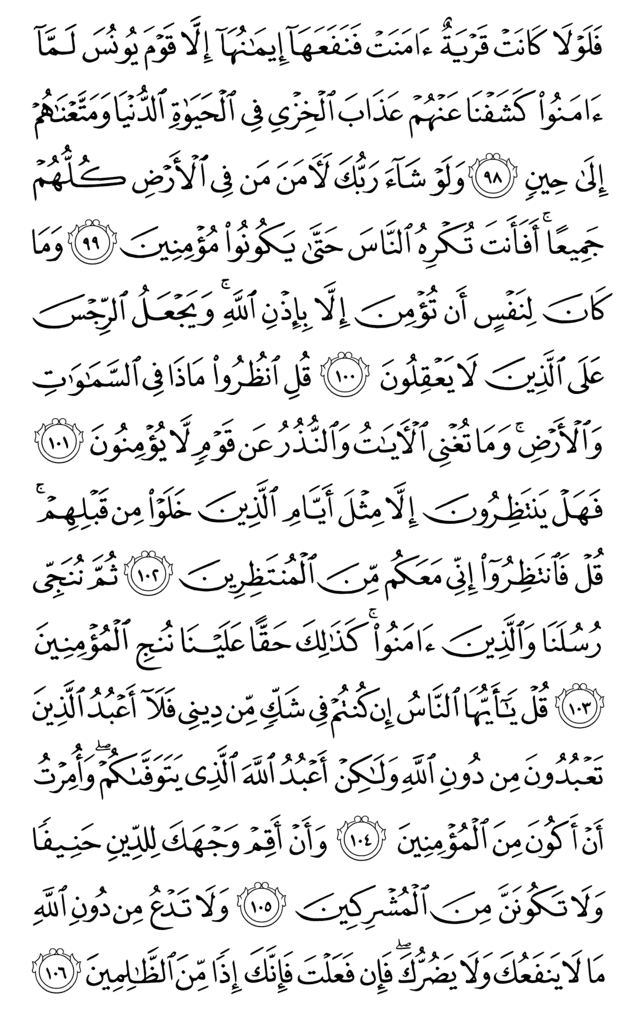 فَلَوْلَا كَانَتْ قَرْيَةٌ ءَامَنَتْ فَنَفَعَهَآ إِيمَٰنُهَآ إِلَّا قَوْمَ يُونُسَ لَمَّآ
ءَامَنُوا۟ كَشَفْنَا عَنْهُمْ عَذَابَ ٱلْخِزْىِ فِى ٱلْحَيَوٰةِ ٱلدُّنْيَا وَمَتَّعْنَٰهُمْ
إِلَىٰ حِينٍ ٩٨ وَلَوْ شَآءَ رَبُّكَ لَءَامَنَ مَن فِى ٱلْأَرْضِ كُلُّهُمْ
جَمِيعًا ۚ أَفَأَنتَ تُكْرِهُ ٱلنَّاسَ حَتَّىٰ يَكُونُوا۟ مُؤْمِنِينَ ٩٩ وَمَا
كَانَ لِنَفْسٍ أَن تُؤْمِنَ إِلَّا بِإِذْنِ ٱللَّهِ ۚ وَيَجْعَلُ ٱلرِّجْسَ
عَلَى ٱلَّذِينَ لَا يَعْقِلُونَ ١٠٠ قُلِ ٱنظُرُوا۟ مَاذَا فِى ٱلسَّمَٰوَٰتِ
وَٱلْأَرْضِ ۚ وَمَا تُغْنِى ٱلْءَايَٰتُ وَٱلنُّذُرُ عَن قَوْمٍ لَّا يُؤْمِنُونَ ١٠١
فَهَلْ يَنتَظِرُونَ إِلَّا مِثْلَ أَيَّامِ ٱلَّذِينَ خَلَوْا۟ مِن قَبْلِهِمْ ۚ
قُلْ فَٱنتَظِرُوٓا۟ إِنِّى مَعَكُم مِّنَ ٱلْمُنتَظِرِينَ ١٠٢ ثُمَّ نُنَجِّى
رُسُلَنَا وَٱلَّذِينَ ءَامَنُوا۟ ۚ كَذَٰلِكَ حَقًّا عَلَيْنَا نُنجِ ٱلْمُؤْمِنِينَ
١٠٣ قُلْ يَٰٓأَيُّهَا ٱلنَّاسُ إِن كُنتُمْ فِى شَكٍّ مِّن دِينِى فَلَآ أَعْبُدُ ٱلَّذِينَ
تَعْبُدُونَ مِن دُونِ ٱللَّهِ وَلَٰكِنْ أَعْبُدُ ٱللَّهَ ٱلَّذِى يَتَوَفَّىٰكُمْ ۖ وَأُمِرْتُ
أَنْ أَكُونَ مِنَ ٱلْمُؤْمِنِينَ ١٠٤ وَأَنْ أَقِمْ وَجْهَكَ لِلدِّينِ حَنِيفًا
وَلَا تَكُونَنَّ مِنَ ٱلْمُشْرِكِينَ ١٠٥ وَلَا تَدْعُ مِن دُونِ ٱللَّهِ
مَا لَا يَنفَعُكَ وَلَا يَضُرُّكَ ۖ فَإِن فَعَلْتَ فَإِنَّكَ إِذًا مِّنَ ٱلظَّٰلِمِينَ ١٠٦